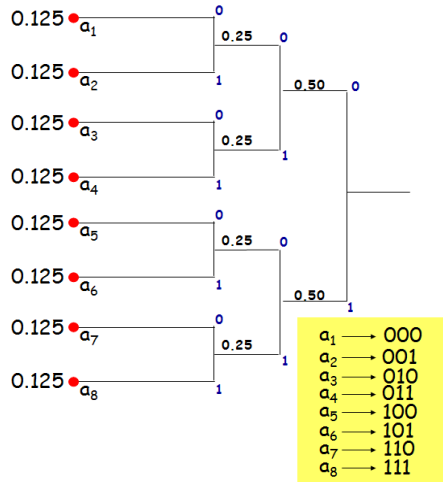 0.125 a1 0
0.25 0
0.125 a2 1
0.50 0
0.125 a3 0
0.25 1
0.125 a4 1
0.125 a5 0
0.25 0
0.125 a6 1
0.50 1
0.125 a7 0
0.25 1
0.125 a8 1
a1 → 000
a2 → 001
a3 → 010
a4 → 011
a5 → 100
a6 → 101
a7 → 110
a8 → 111